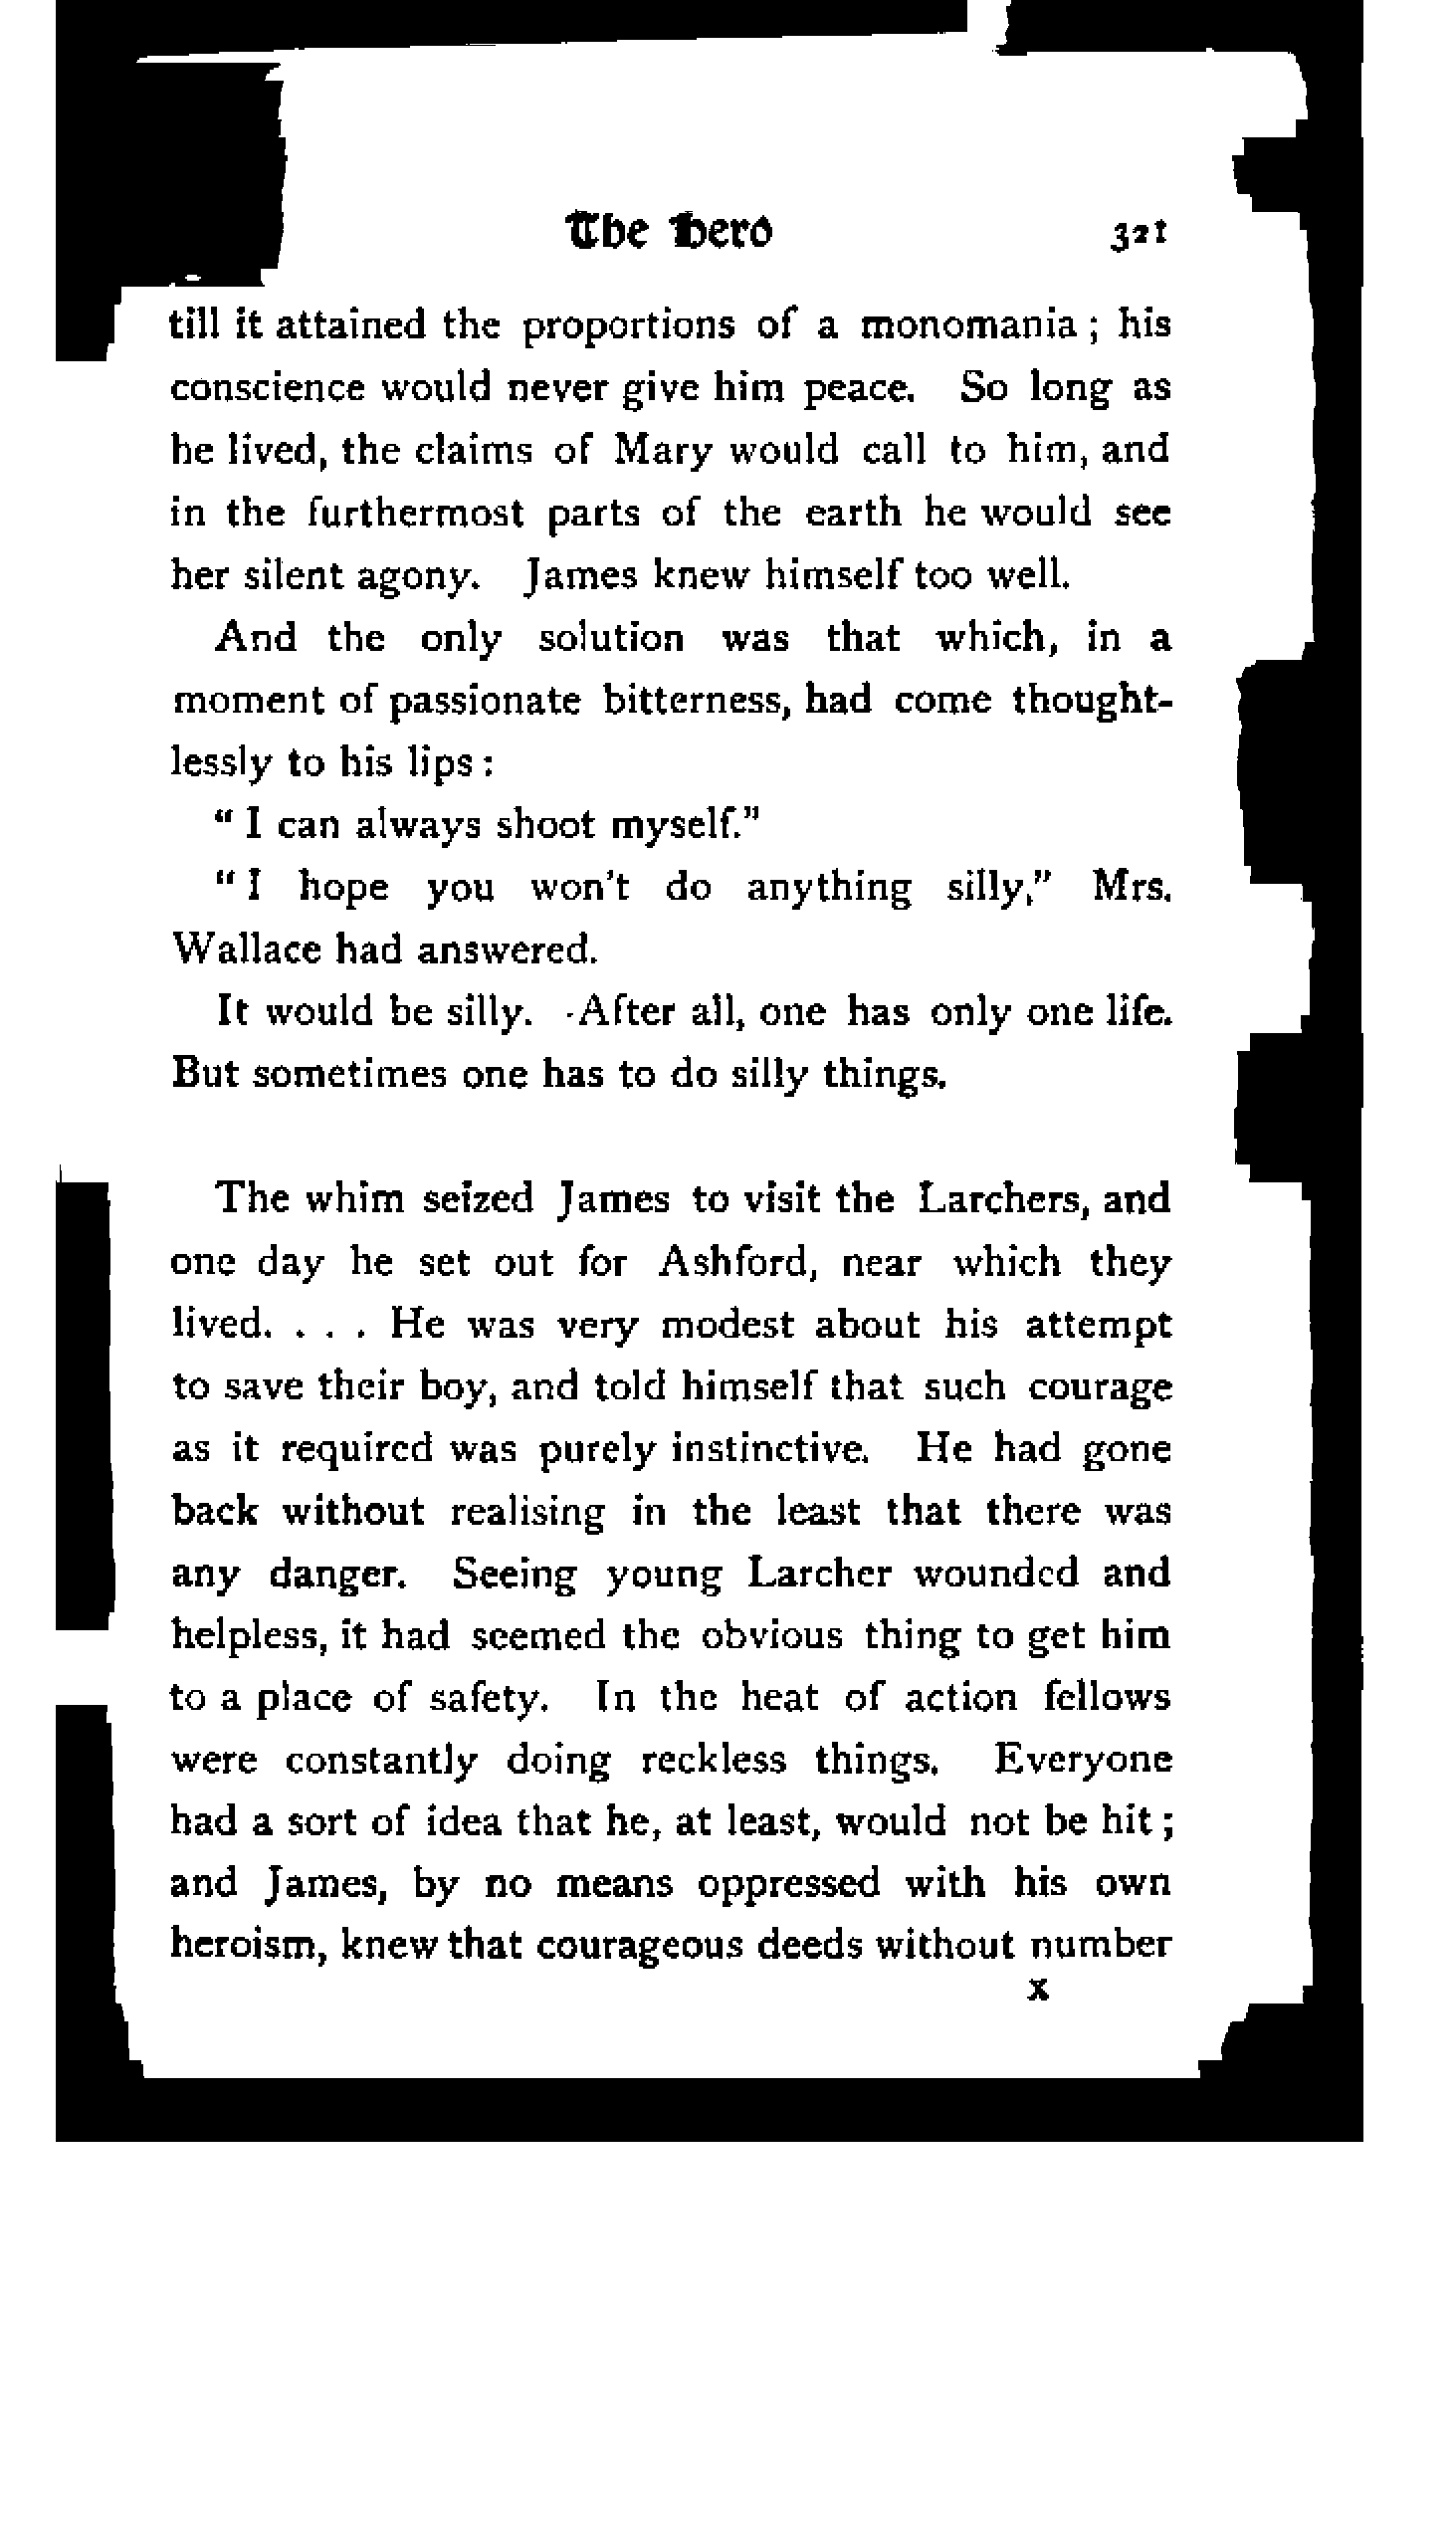 The Hero 321
till it attained the proportions of a monomania; his
conscience would never give him peace. So long as
he lived, the claims of Mary would call to him, and
in the furthermost parts of the earth he would see
her silent agony. James knew himself too well.
And the only solution was that which, in a
moment of passionate bitterness, had come thought-
lessly to his lips:
“I can always shoot myself.”
“I hope you won't do anything silly,” Mrs.
Wallace had answered.
It would be silly. After all, one has only one life.
But sometimes one has to do silly things.
The whim seized James to visit the Larchers, and
one day he set out for Ashford, near which they
lived. . . . He was very modest about his attempt
to save their boy, and told himself that such courage
as it required was purely instinctive. He had gone
back without realising in the least that there was
any danger. Seeing young Larcher wounded and
helpless, it had seemed the obvious thing to get him
to a place of safety. In the heat of action fellows
were constantly doing reckless things. Everyone
had a sort of idea that he, at least, would not be hit;
and James, by no means oppressed with his own
heroism, knew that courageous deeds without number
x